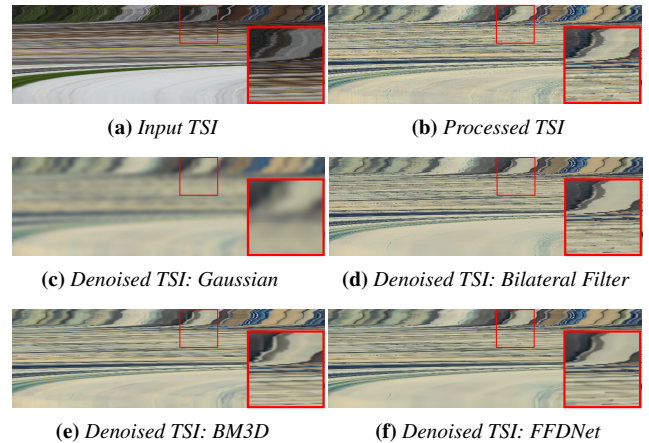 (a) Input TSI
(b) Processed TSI
(c) Denoised TSI: Gaussian
(d) Denoised TSI: Bilateral Filter
(e) Denoised TSI: BM3D
(f) Denoised TSI: FFDNet